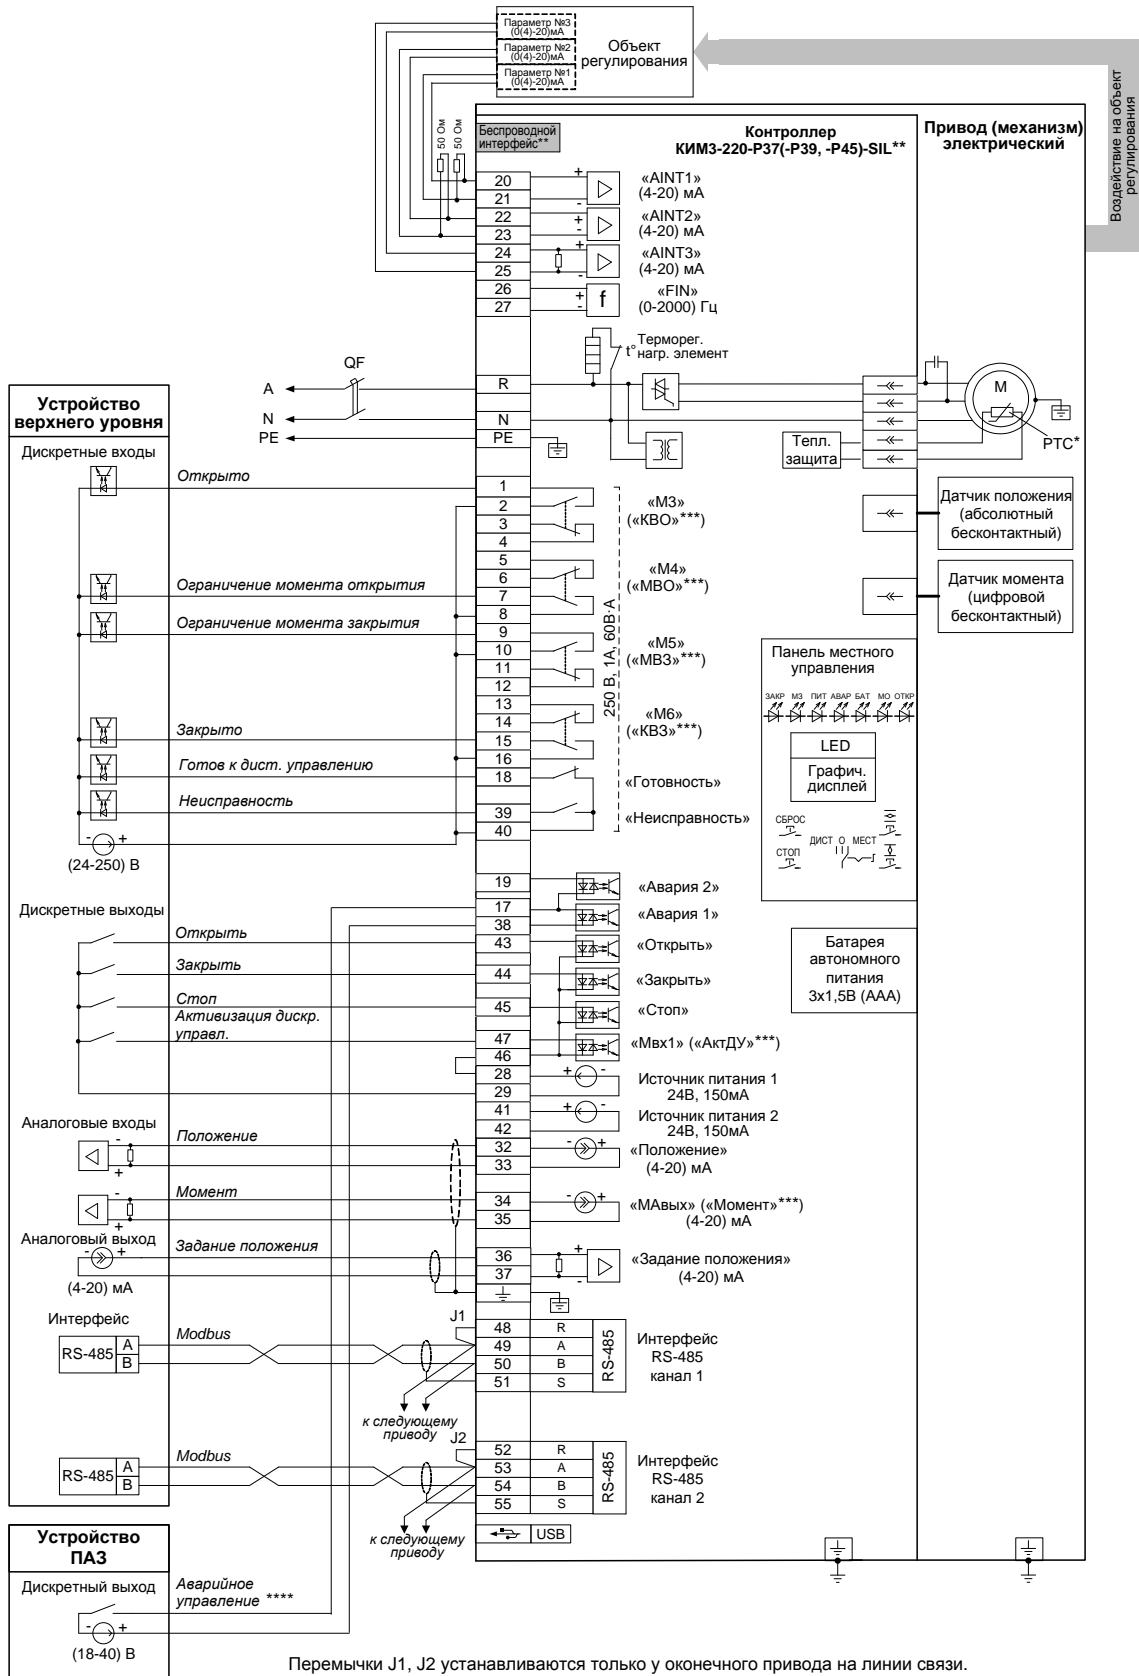 Параметр №3
(0(4)-20)мА
Параметр №2
(0(4)-20)мА
Параметр №1
(0(4)-20)мА
Объект
регулирования
Воздействие на объект
регулирования
50 Ом
50 Ом
Беспроводной
интерфейс**
Контроллер
КИМ3-220-Р37(-Р39, -Р45)-SIL**
Привод (механизм)
электрический
20
21
22
23
24
25
26
27
+
-
«AINT1»
(4-20) мА
+
-
«AINT2»
(4-20) мА
+
-
«AINT3»
(4-20) мА
+
-
f
«FIN»
(0-2000) Гц
t°
Терморег.
нагр. элемент
QF
A
N
PE
R
N
PE
Тепл.
защита
M
PTC*
Устройство
верхнего уровня
Дискретные входы
Открыто
1
2
3
4
«М3»
(«КВО»***)
Датчик положения
(абсолютный
бесконтактный)
Ограничение момента открытия
5
6
7
8
«М4»
(«МВО»***)
Датчик момента
(цифровой
бесконтактный)
Ограничение момента закрытия
9
10
11
12
«М5»
(«МВЗ»***)
250 В, 1А, 60В·А
Закрыто
13
14
15
16
«М6»
(«КВЗ»***)
Готов к дист. управлению
18
«Готовность»
Неисправность
39
40
«Неисправность»
- +
(24-250) В
Панель местного
управления
ЗАКР МЗ ПИТ АВАР БАТ МО ОТКР
LED
Графич.
дисплей
СБРОС
СТОП
ДИСТ О МЕСТ
Батарея
автономного
питания
3х1,5В (ААА)
Дискретные выходы
19
«Авария 2»
17
38
«Авария 1»
Открыть
43
«Открыть»
Закрыть
44
«Закрыть»
Стоп
45
«Стоп»
Активизация дискр.
управл.
47
46
«Мвх1» («АктДУ»***)
28
29
+ -
Источник питания 1
24В, 150мА
41
42
+ -
Источник питания 2
24В, 150мА
Аналоговые входы
-
+
Положение
32
33
- +
«Положение»
(4-20) мА
-
+
Момент
34
35
- +
«МАвых» («Момент»***)
(4-20) мА
Аналоговый выход
- +
(4-20) мА
Задание положения
36
37
+
-
«Задание положения»
(4-20) мА
Интерфейс
RS-485
A
B
Modbus
J1
48 R
49 A
50 B
51 S
RS-485
Интерфейс
RS-485
канал 1
к следующему
приводу
RS-485
A
B
Modbus
J2
52 R
53 A
54 B
55 S
RS-485
Интерфейс
RS-485
канал 2
к следующему
приводу
USB
Устройство
ПАЗ
Дискретный выход
- +
(18-40) В
Аварийное
управление ****
Перемычки J1, J2 устанавливаются только у оконечного привода на линии связи.